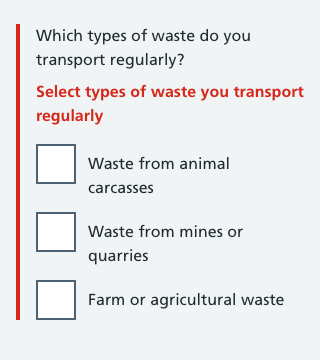 Which types of waste do you
transport regularly?
Select types of waste you transport
regularly
Waste from animal
carcasses
Waste from mines or
quarries
Farm or agricultural waste